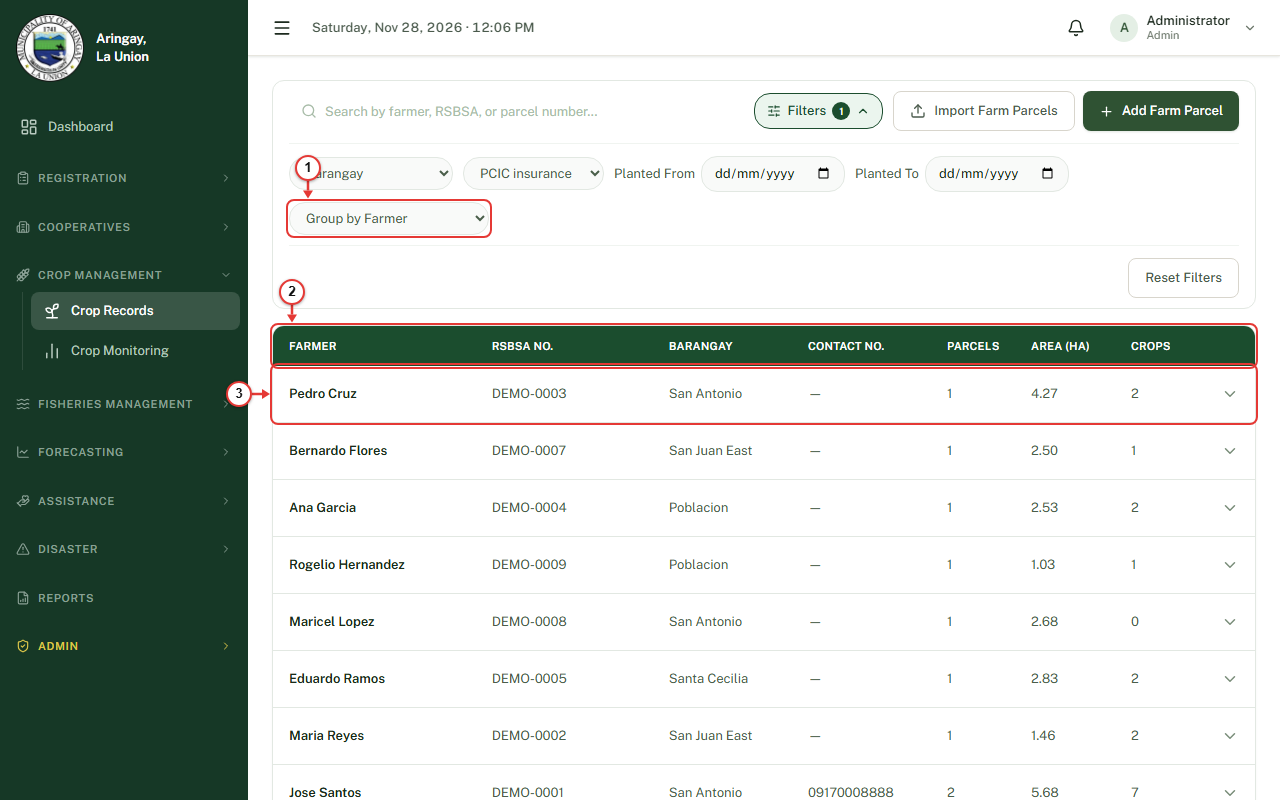 MUNICIPALITY OF ARINGAY
1741
LA UNION
Aringay,
La Union
Saturday, Nov 28, 2026 · 12:06 PM
A
Administrator
Admin
Dashboard
REGISTRATION
COOPERATIVES
CROP MANAGEMENT
Crop Records
Crop Monitoring
FISHERIES MANAGEMENT
FORECASTING
ASSISTANCE
DISASTER
REPORTS
ADMIN
Search by farmer, RSBSA, or parcel number...
Filters 1
Import Farm Parcels
+ Add Farm Parcel
1
arangay
PCIC insurance
Planted From dd/mm/yyyy
Planted To dd/mm/yyyy
Group by Farmer
Reset Filters
2
FARMER RSBSA NO. BARANGAY CONTACT NO. PARCELS AREA (HA) CROPS
3
Pedro Cruz DEMO-0003 San Antonio — 1 4.27 2
Bernardo Flores DEMO-0007 San Juan East — 1 2.50 1
Ana Garcia DEMO-0004 Poblacion — 1 2.53 2
Rogelio Hernandez DEMO-0009 Poblacion — 1 1.03 1
Maricel Lopez DEMO-0008 San Antonio — 1 2.68 0
Eduardo Ramos DEMO-0005 Santa Cecilia — 1 2.83 2
Maria Reyes DEMO-0002 San Juan East — 1 1.46 2
Jose Santos DEMO-0001 San Antonio 09170008888 2 5.68 7